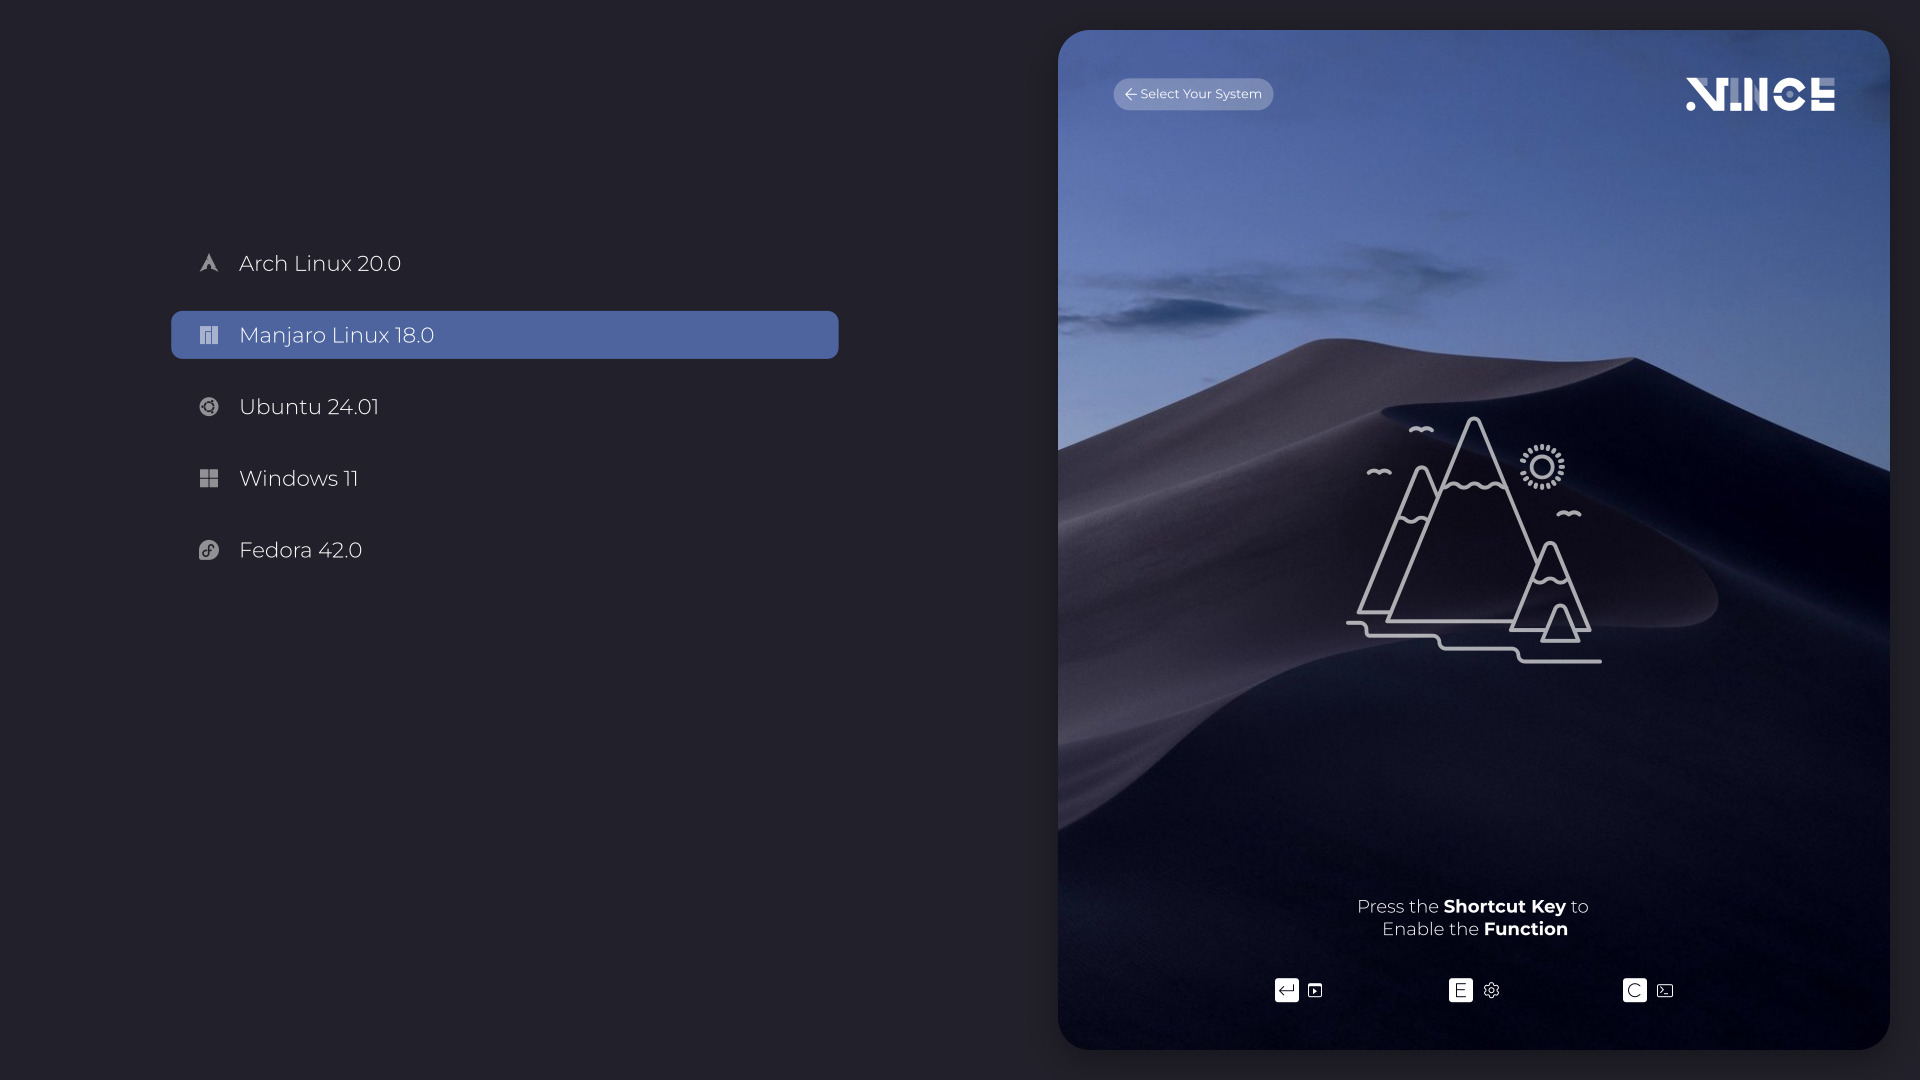 Arch Linux 20.0
Manjaro Linux 18.0
Ubuntu 24.01
Windows 11
Fedora 42.0
Select Your System
.VINCE
Press the Shortcut Key to
Enable the Function
E
C